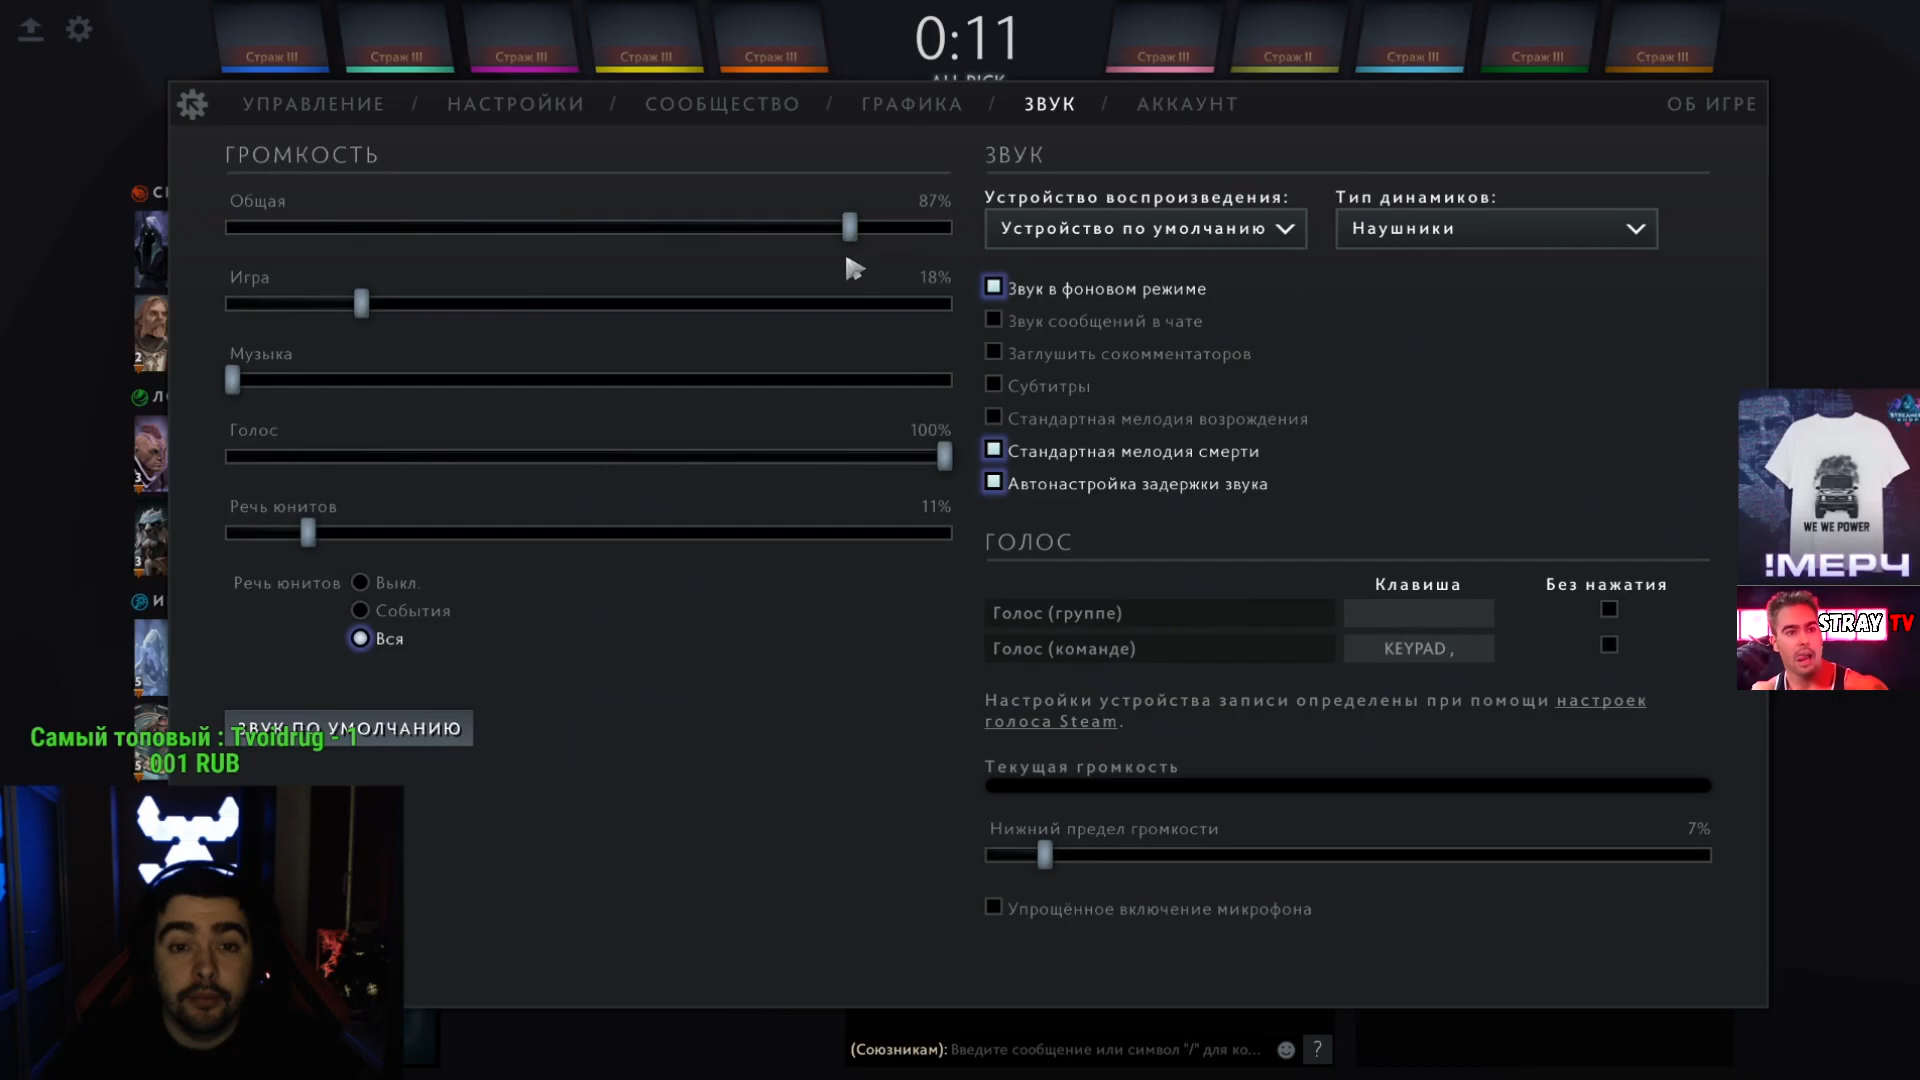 Страж III
Страж III
Страж III
Страж III
Страж III
0:11
Страж III
Страж II
Страж III
Страж III
Страж III
УПРАВЛЕНИЕ / НАСТРОЙКИ / СООБЩЕСТВО / ГРАФИКА / ЗВУК / АККАУНТ
ОБ ИГРЕ
ГРОМКОСТЬ
Общая 87%
Игра 18%
Музыка
Голос 100%
Речь юнитов 11%
Речь юнитов
Выкл.
События
Вся
ЗВУК ПО УМОЛЧАНИЮ
ЗВУК
Устройство воспроизведения:
Устройство по умолчанию
Тип динамиков:
Наушники
Звук в фоновом режиме
Звук сообщений в чате
Заглушить сокомментаторов
Субтитры
Стандартная мелодия возрождения
Стандартная мелодия смерти
Автонастройка задержки звука
ГОЛОС
Клавиша Без нажатия
Голос (группе)
Голос (команде) KEYPAD ,
Настройки устройства записи определены при помощи настроек
голоса Steam.
Текущая громкость
Нижний предел громкости 7%
Упрощённое включение микрофона
2
3
3
5
5
Самый топовый : Tvoidrug - 1
001 RUB
WE WE POWER
!МЕРЧ
STRAY TV
(Союзникам): Введите сообщение или символ "/" для ко...
?